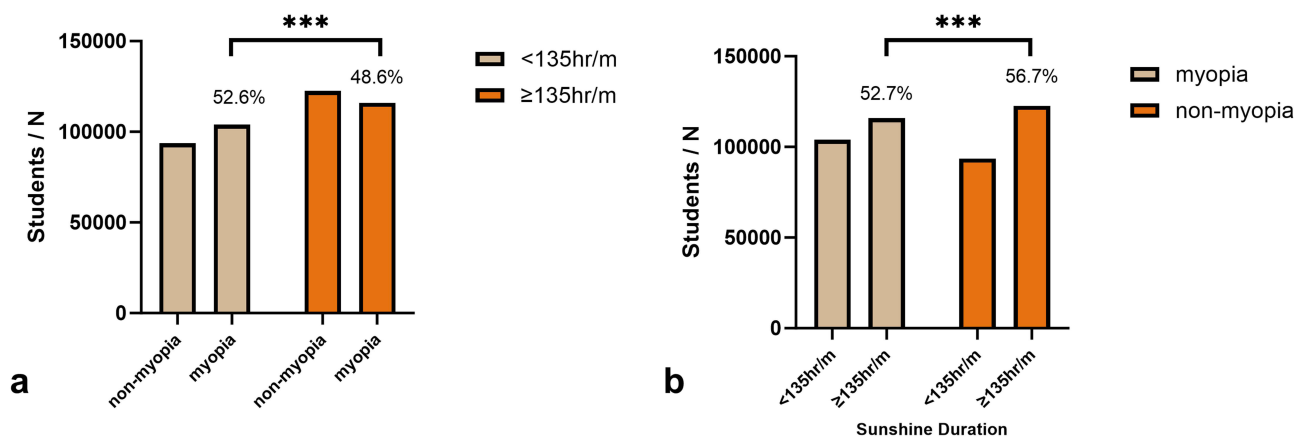 ***
150000
100000
50000
0
Students / N
52.6%
48.6%
<135hr/m
≥135hr/m
non-myopia
myopia
non-myopia
myopia
a
***
150000
100000
50000
0
Students / N
52.7%
56.7%
myopia
non-myopia
<135hr/m
≥135hr/m
<135hr/m
≥135hr/m
Sunshine Duration
b